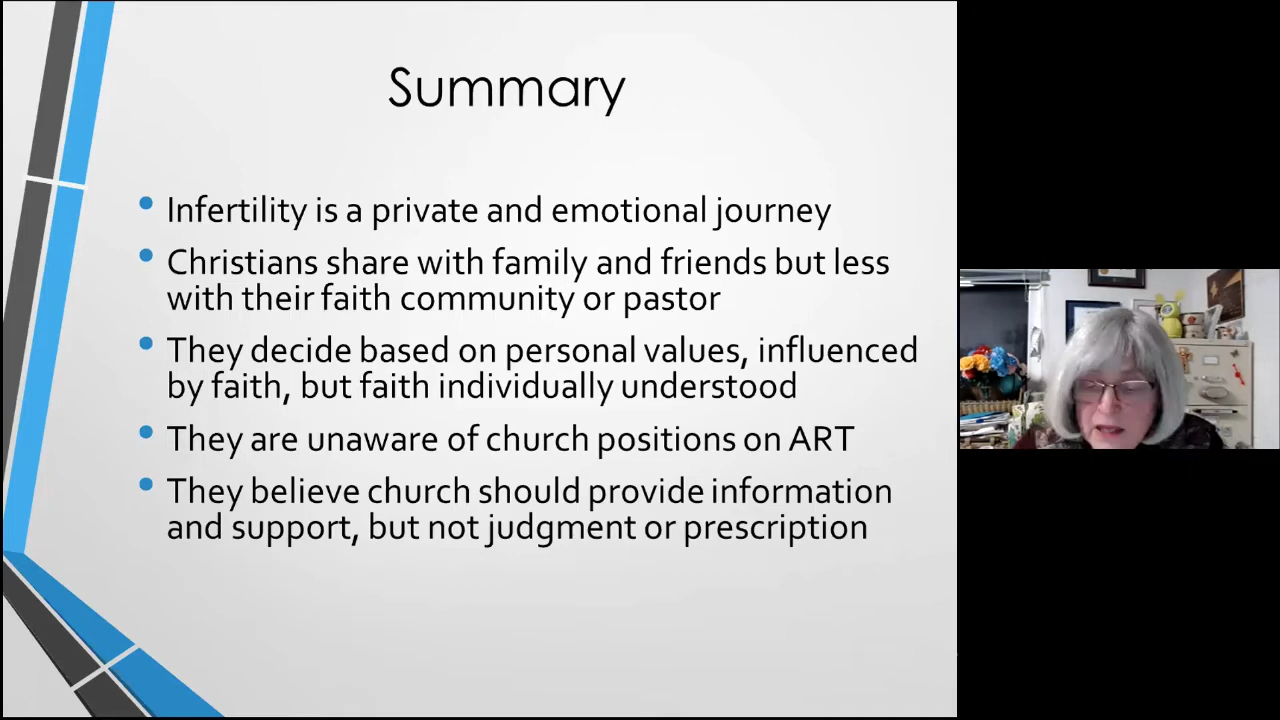 Summary
Infertility is a private and emotional journey
Christians share with family and friends but less
with their faith community or pastor
They decide based on personal values, influenced
by faith, but faith individually understood
They are unaware of church positions on ART
They believe church should provide information
and support, but not judgment or prescription